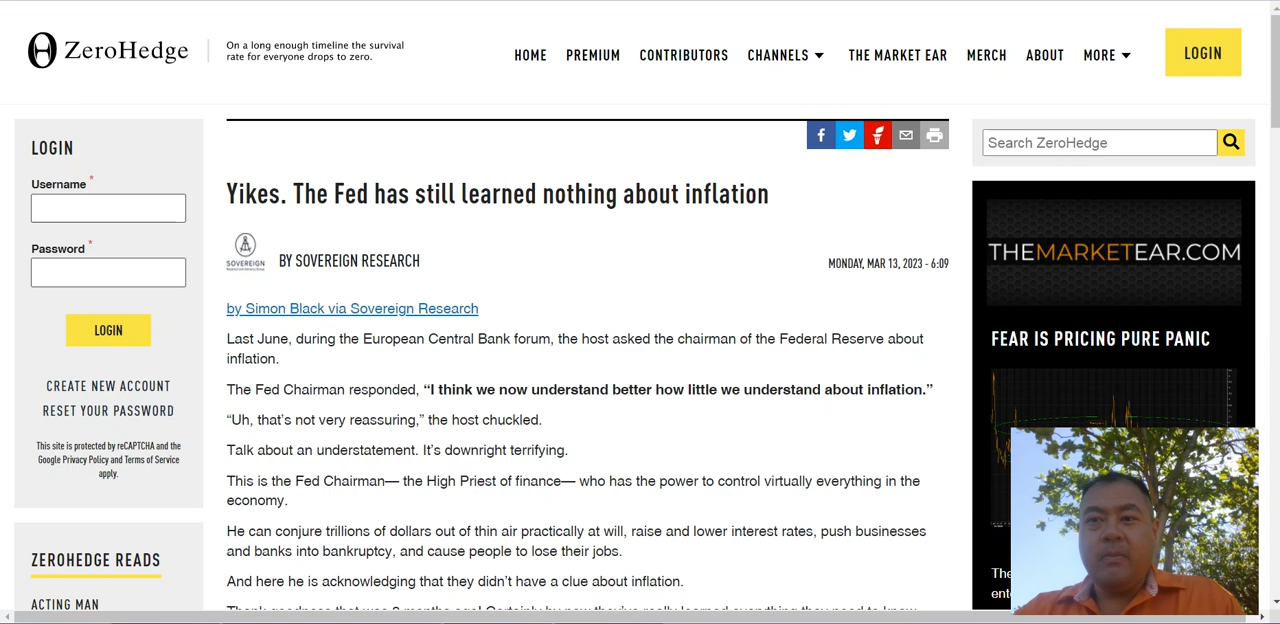 ZeroHedge
On a long enough timeline the survival
rate for everyone drops to zero.
HOME PREMIUM CONTRIBUTORS CHANNELS THE MARKET EAR MERCH ABOUT MORE
LOGIN
LOGIN
Username *
Password *
LOGIN
CREATE NEW ACCOUNT
RESET YOUR PASSWORD
This site is protected by reCAPTCHA and the
Google Privacy Policy and Terms of Service
apply.
ZEROHEDGE READS
ACTING MAN
Yikes. The Fed has still learned nothing about inflation
SOVEREIGN
BY SOVEREIGN RESEARCH
MONDAY, MAR 13, 2023 - 6:09
by Simon Black via Sovereign Research
Last June, during the European Central Bank forum, the host asked the chairman of the Federal Reserve about
inflation.
The Fed Chairman responded, “I think we now understand better how little we understand about inflation.”
“Uh, that’s not very reassuring,” the host chuckled.
Talk about an understatement. It’s downright terrifying.
This is the Fed Chairman— the High Priest of finance— who has the power to control virtually everything in the
economy.
He can conjure trillions of dollars out of thin air practically at will, raise and lower interest rates, push businesses
and banks into bankruptcy, and cause people to lose their jobs.
And here he is acknowledging that they didn’t have a clue about inflation.
Search ZeroHedge
THEMARKETEAR.COM
FEAR IS PRICING PURE PANIC